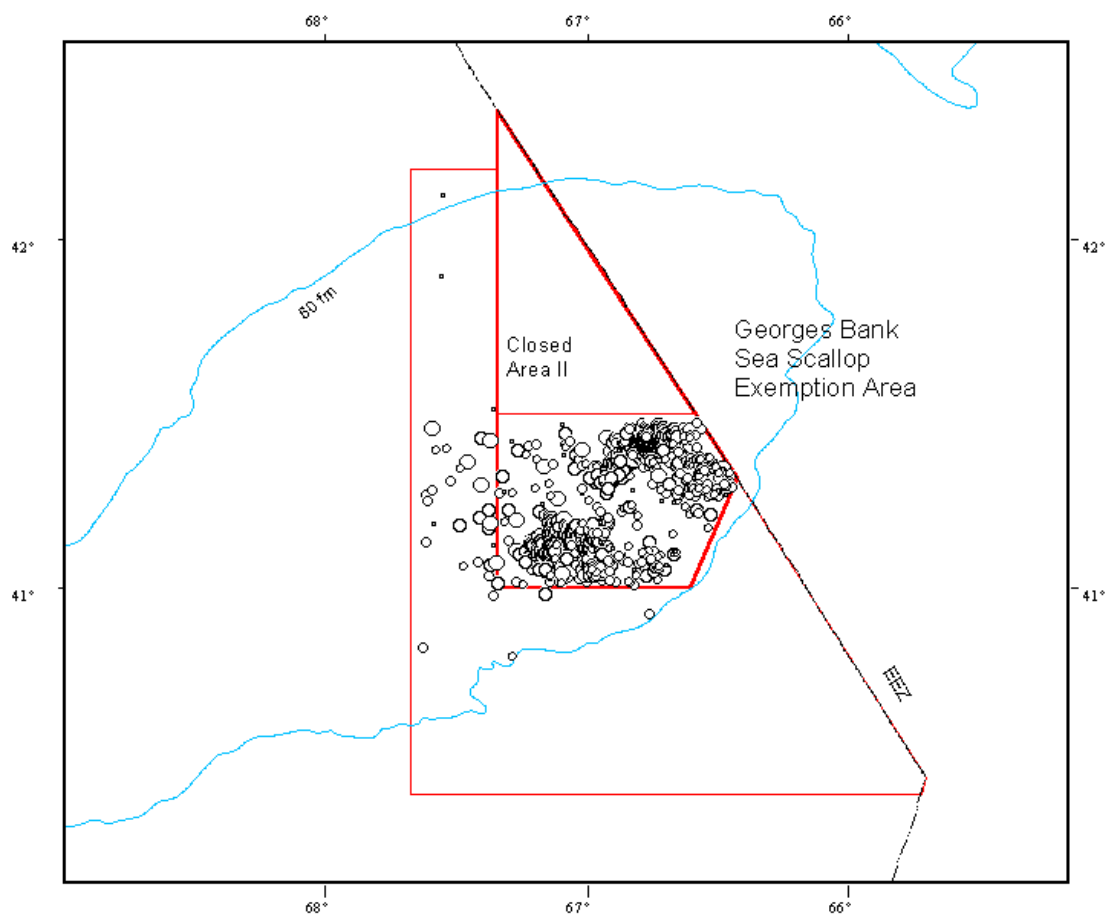 68° 67° 66°
42° 42°
60 fm
Georges Bank
Sea Scallop
Exemption Area
Closed
Area II
41° 41°
EEZ
68° 67° 66°